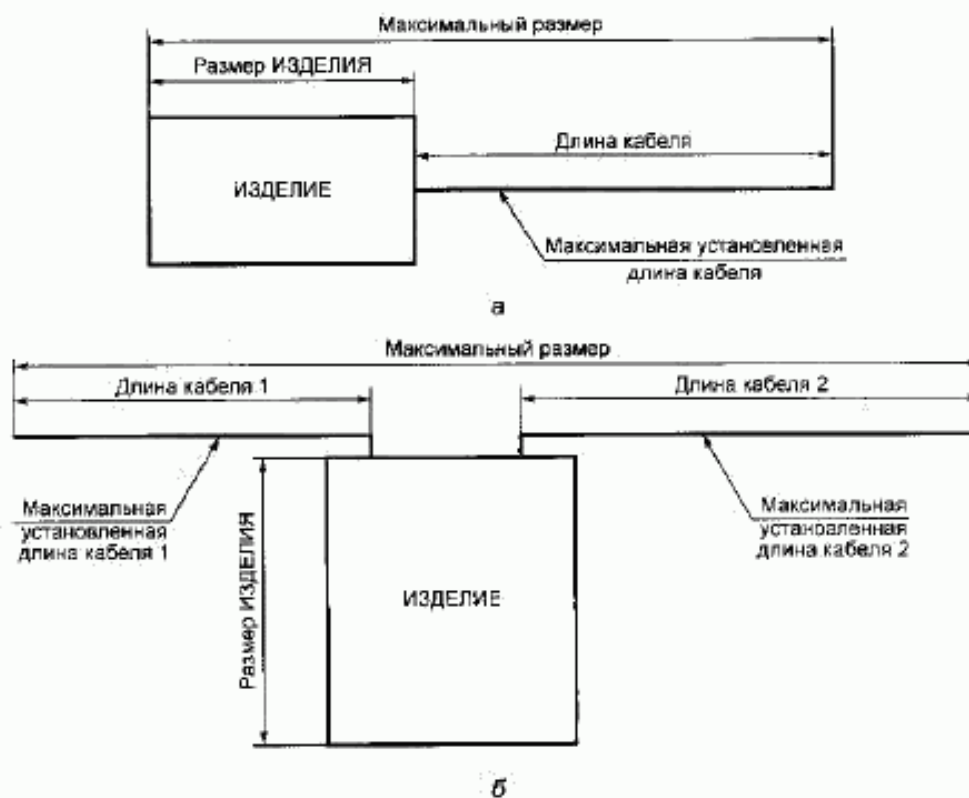 Максимальный размер
Размер ИЗДЕЛИЯ
Длина кабеля
ИЗДЕЛИЕ
Максимальная установленная
длина кабеля
а
Максимальный размер
Длина кабеля 1
Длина кабеля 2
Максимальная
установленная
длина кабеля 1
Максимальная
установленная
длина кабеля 2
Размер ИЗДЕЛИЯ
ИЗДЕЛИЕ
б